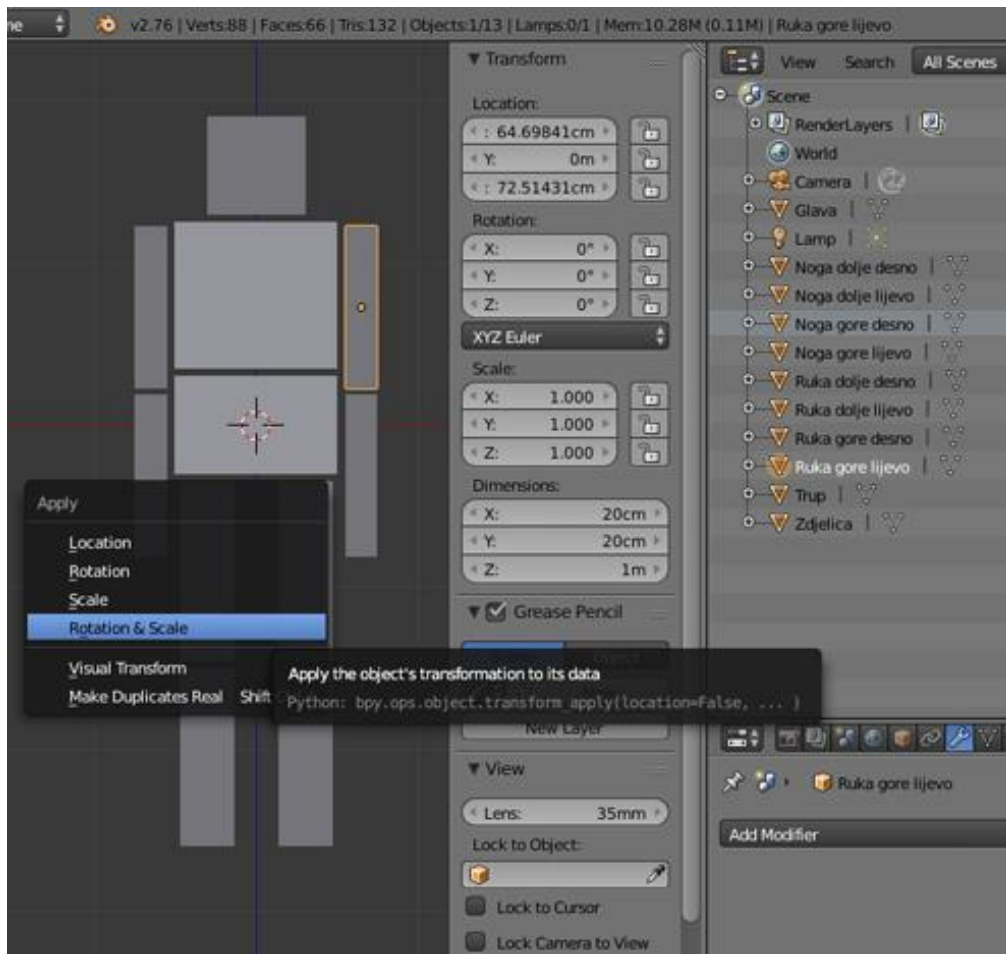 ne
v2.76 | Verts:88 | Faces:66 | Tris:132 | Objects:1/13 | Lamps:0/1 | Mem:10.28M (0.11M) | Ruka gore lijevo
Transform
Location:
: 64.69841cm
Y: 0m
: 72.51431cm
Rotation:
X: 0°
Y: 0°
Z: 0°
XYZ Euler
Scale:
X: 1.000
Y: 1.000
Z: 1.000
Dimensions:
X: 20cm
Y: 20cm
Z: 1m
Grease Pencil
New Layer
View
Lens: 35mm
Lock to Object:
Lock to Cursor
Lock Camera to View
Apply
Location
Rotation
Scale
Rotation & Scale
Visual Transform
Make Duplicates Real Shift
Apply the object's transformation to its data
Python: bpy.ops.object.transform_apply(location=False, ... )
View Search All Scenes
Scene
RenderLayers |
World
Camera |
Glava |
Lamp |
Noga dolje desno |
Noga dolje lijevo |
Noga gore desno |
Noga gore lijevo |
Ruka dolje desno |
Ruka dolje lijevo |
Ruka gore desno |
Ruka gore lijevo |
Trup |
Zdjelica |
Ruka gore lijevo
Add Modifier